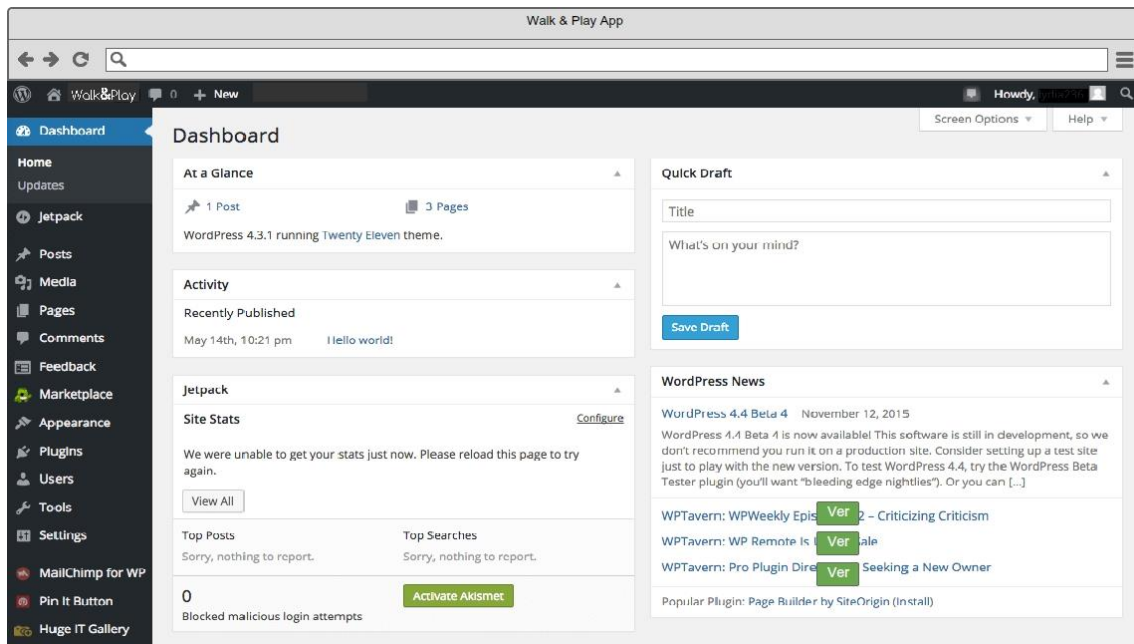 Walk & Play App
Walk&Play 0 + New Howdy,
Screen Options Help
Dashboard
Home
Updates
Jetpack
Posts
Media
Pages
Comments
Feedback
Marketplace
Appearance
Plugins
Users
Tools
Settings
MailChimp for WP
Pin It Button
Huge IT Gallery
Dashboard
At a Glance
1 Post 3 Pages
WordPress 4.3.1 running Twenty Eleven theme.
Activity
Recently Published
May 14th, 10:21 pm Hello world!
Jetpack
Site Stats Configure
We were unable to get your stats just now. Please reload this page to try
again.
View All
Top Posts Top Searches
Sorry, nothing to report. Sorry, nothing to report.
0 Activate Akismet
Blocked malicious login attempts
Quick Draft
Title
What's on your mind?
Save Draft
WordPress News
WordPress 4.4 Beta 4 November 12, 2015
WordPress 4.4 Beta 4 is now available! This software is still in development, so we
don't recommend you run it on a production site. Consider setting up a test site
just to play with the new version. To test WordPress 4.4, try the WordPress Beta
Tester plugin (you'll want "bleeding edge nightlies"). Or you can [...]
WPTavern: WPWeekly Ver – Criticizing Criticism
WPTavern: WP Remote Is Ver
WPTavern: Pro Plugin Ver Seeking a New Owner
Popular Plugin: Page Builder by SiteOrigin (Install)